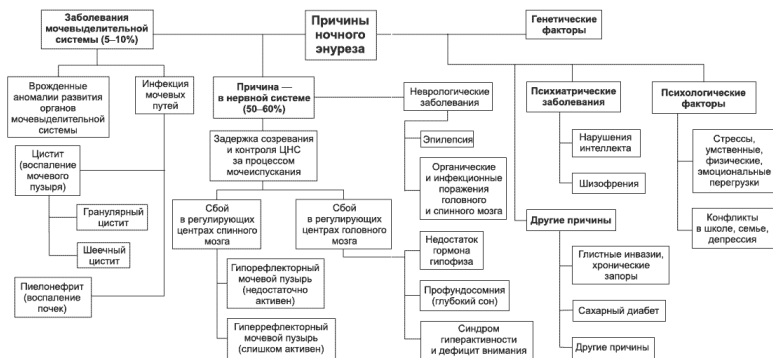 Причины
ночного
энуреза
Заболевания
мочевыделительной
системы (5–10%)
Генетические
факторы
Врожденные
аномалии развития
органов
мочевыделительной
системы
Инфекция
мочевых
путей
Причина —
в нервной системе
(50–60%)
Неврологические
заболевания
Психиатрические
заболевания
Психологические
факторы
Цистит
(воспаление
мочевого
пузыря)
Гранулярный
цистит
Шеечный
цистит
Пиелонефрит
(воспаление
почек)
Задержка созревания
и контроля ЦНС
за процессом
мочеиспускания
Сбой
в регулирующих
центрах спинного
мозга
Гипорефлекторный
мочевой пузырь
(недостаточно
активен)
Гиперрефлекторный
мочевой пузырь
(слишком активен)
Сбой
в регулирующих
центрах головного
мозга
Недостаток
гормона
гипофиза
Профундосомния
(глубокий сон)
Синдром
гиперактивности
и дефицит внимания
Эпилепсия
Органические
и инфекционные
поражения
головного
и спинного мозга
Нарушения
интеллекта
Шизофрения
Другие причины
Глистные инвазии,
хронические
запоры
Сахарный диабет
Другие причины
Стрессы,
умственные,
физические,
эмоциональные
перегрузки
Конфликты
в школе, семье,
депрессия